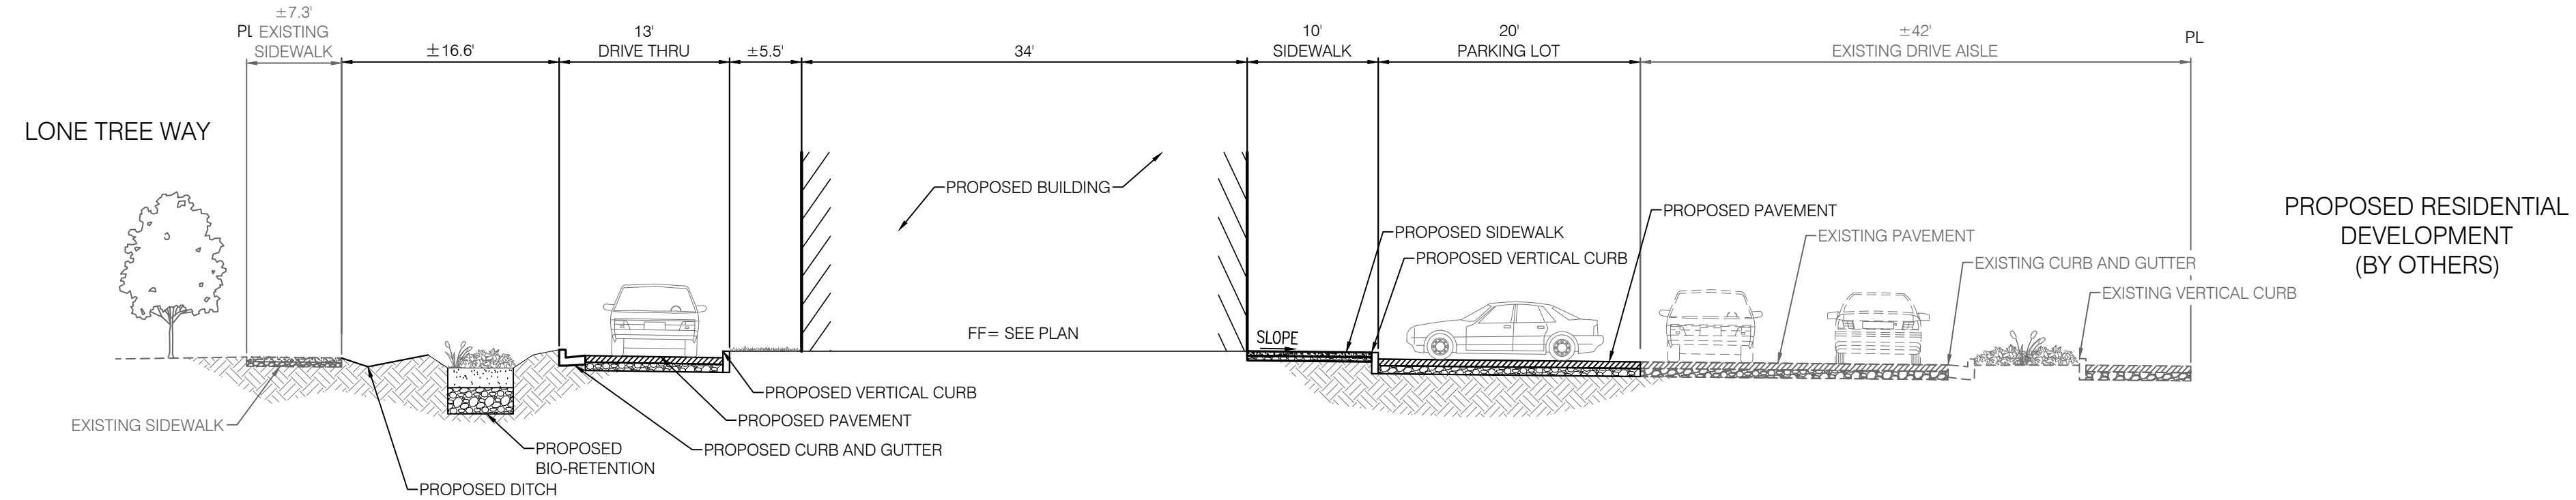 ±7.3'
PL EXISTING
SIDEWALK
±16.6'
13'
DRIVE THRU
±5.5'
34'
10'
SIDEWALK
20'
PARKING LOT
±42'
EXISTING DRIVE AISLE
PL
LONE TREE WAY
PROPOSED BUILDING
PROPOSED RESIDENTIAL
DEVELOPMENT
(BY OTHERS)
PROPOSED PAVEMENT
PROPOSED SIDEWALK
EXISTING PAVEMENT
PROPOSED VERTICAL CURB
EXISTING CURB AND GUTTER
EXISTING VERTICAL CURB
FF= SEE PLAN
SLOPE
PROPOSED VERTICAL CURB
PROPOSED PAVEMENT
EXISTING SIDEWALK
PROPOSED CURB AND GUTTER
PROPOSED
BIO-RETENTION
PROPOSED DITCH